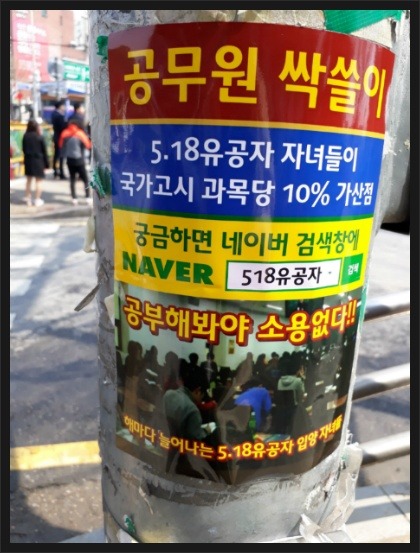 공무원 싹쓸이
5.18유공자 자녀들이
국가고시 과목당 10% 가산점
궁금하면 네이버 검색창에
NAVER 518유공자 검색
공부해봐야 소용없다!!
해마다 늘어나는 5.18유공자 입양 자녀들